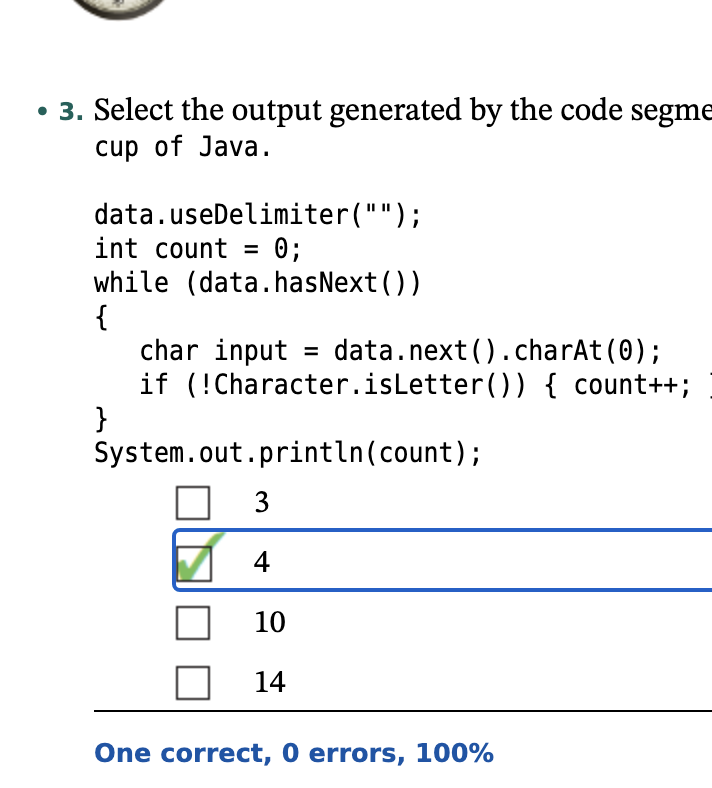 • 3. Select the output generated by the code segme
cup of Java.
data.useDelimiter("");
int count = 0;
while (data.hasNext())
{
char input = data.next().charAt(0);
if (!Character.isLetter()) { count++;
}
System.out.println(count);
3
4
10
14
One correct, 0 errors, 100%